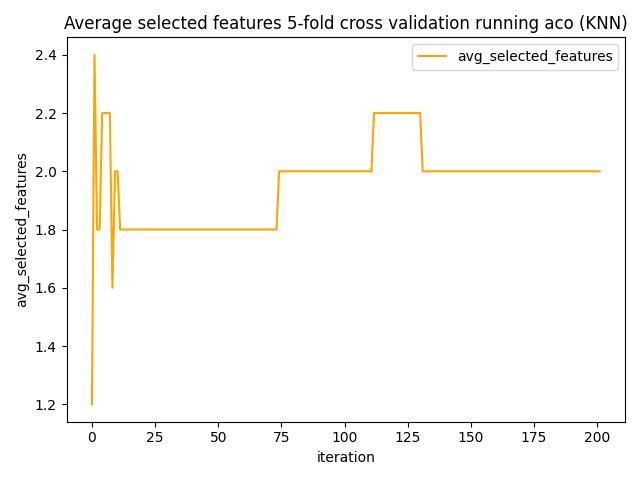 Average selected features 5-fold cross validation running aco (KNN)
avg_selected_features
avg_selected_features
2.4
2.2
2.0
1.8
1.6
1.4
1.2
0 25 50 75 100 125 150 175 200
iteration